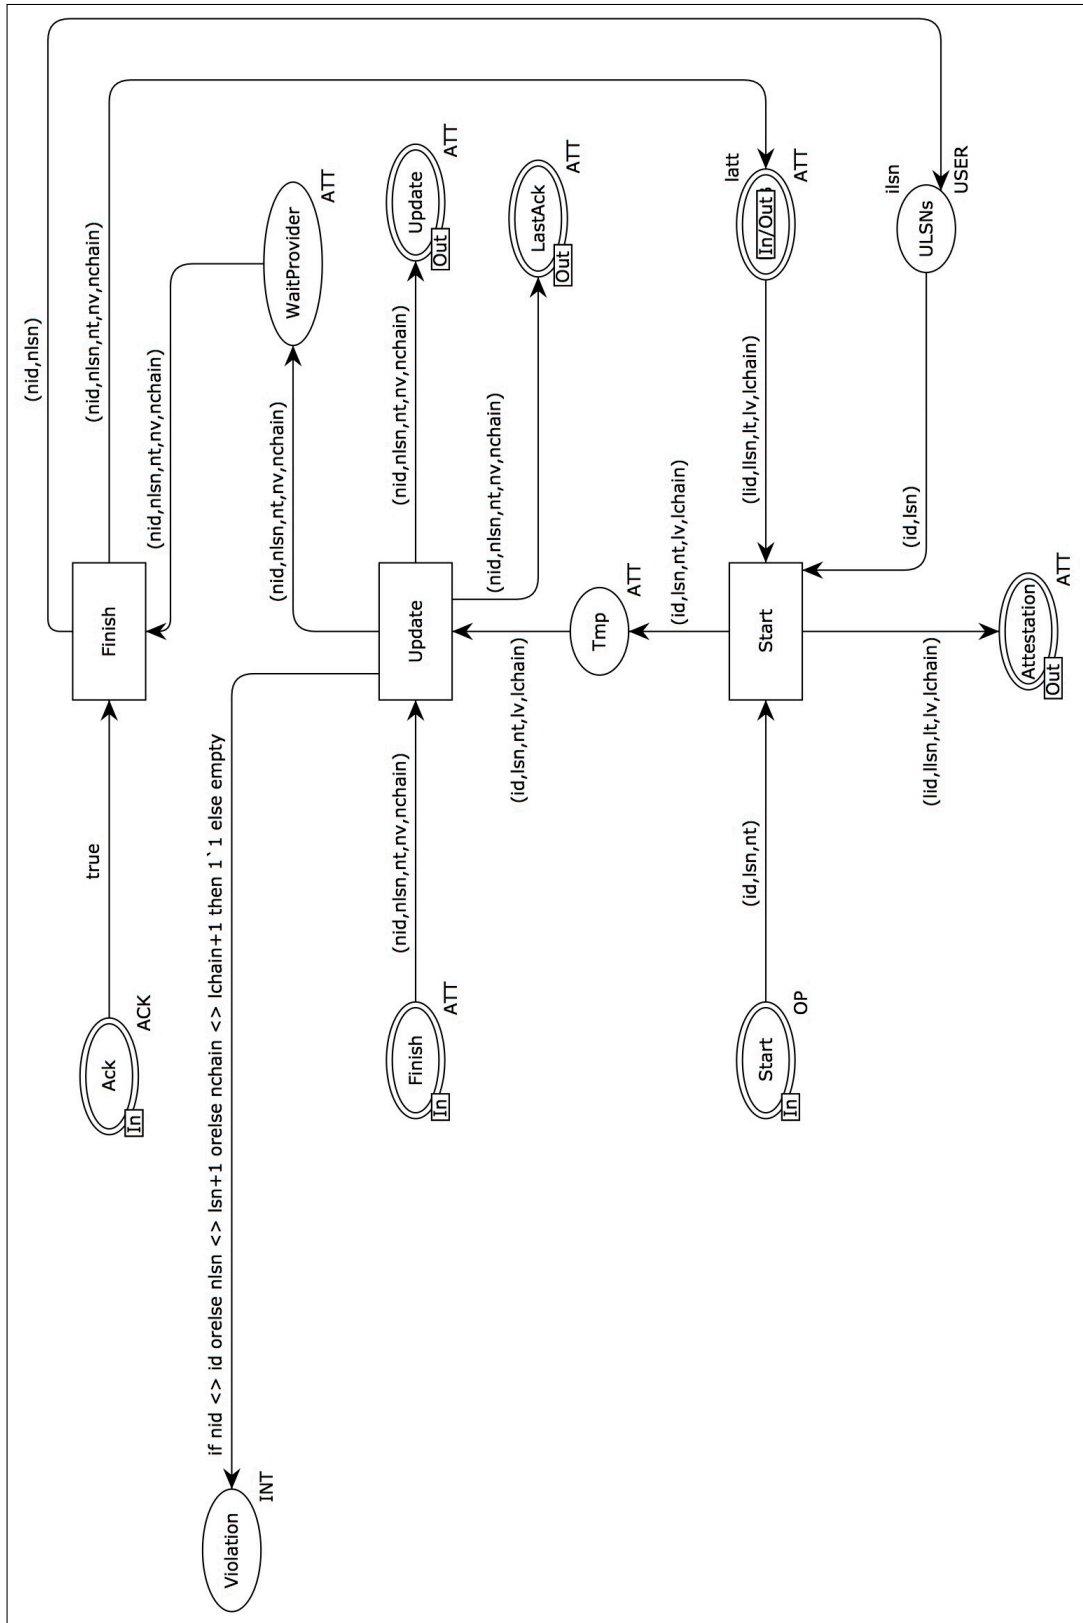 (nid,nlsn)
(nid,nlsn,nt,nv,nchain)
true
Ack
Finish
In
ACK
(nid,nlsn,nt,nv,nchain)
if nid <> id orelse nlsn <> lsn+1 orelse nchain <> lchain+1 then 1`1 else empty
Violation
INT
(nid,nlsn,nt,nv,nchain)
WaitProvider
ATT
(nid,nlsn,nt,nv,nchain)
(nid,nlsn,nt,nv,nchain)
Finish
Update
Update
In
ATT
Out
ATT
(nid,nlsn,nt,nv,nchain)
(id,lsn,nt,lv,lchain)
LastAck
Out
ATT
Tmp
ATT
(id,lsn,nt,lv,lchain)
latt
(id,lsn,nt)
(lid,llsn,lt,lv,lchain)
Start
Start
In/Out
In
OP
ATT
ilsn
(id,lsn)
ULSNs
(lid,llsn,lt,lv,lchain)
USER
Attestation
Out
ATT